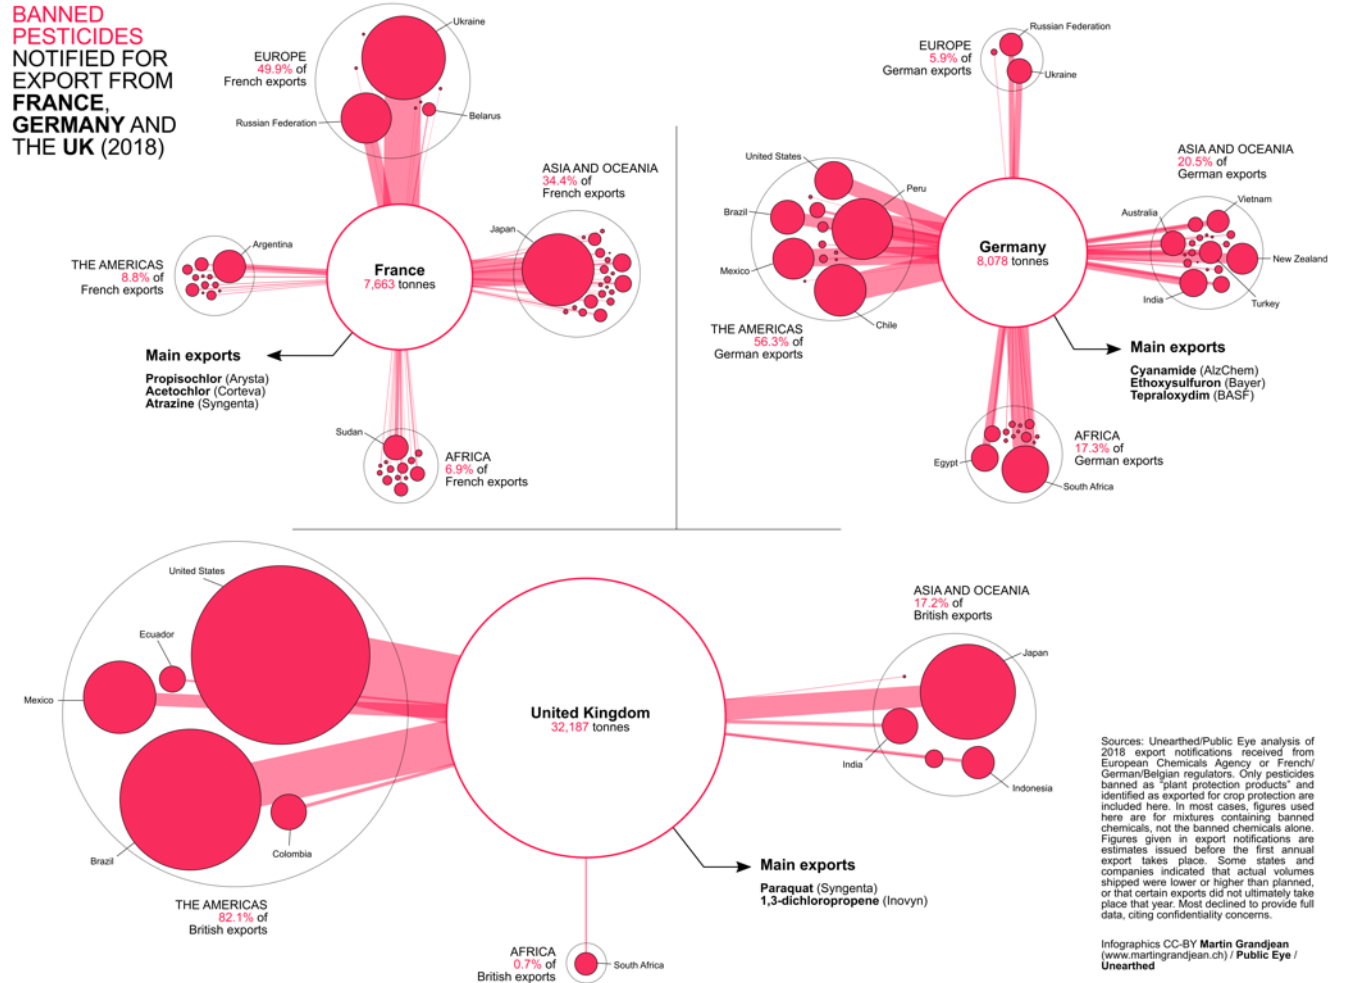 BANNED
PESTICIDES
NOTIFIED FOR
EXPORT FROM
FRANCE,
GERMANY AND
THE UK (2018)
Ukraine
EUROPE
49.9% of
French exports
Russian Federation
Belarus
ASIA AND OCEANIA
34.4% of
French exports
Japan
Argentina
THE AMERICAS
8.8% of
French exports
France
7,663 tonnes
Main exports
Propisochlor (Arysta)
Acetochlor (Corteva)
Atrazine (Syngenta)
Sudan
AFRICA
6.9% of
French exports
Russian Federation
EUROPE
5.9% of
German exports
Ukraine
ASIA AND OCEANIA
20.5% of
German exports
United States
Peru
Brazil
Mexico
Chile
THE AMERICAS
56.3% of
German exports
Germany
8,078 tonnes
Vietnam
Australia
New Zealand
India
Turkey
Main exports
Cyanamide (AlzChem)
Ethoxysulfuron (Bayer)
Tepraloxydim (BASF)
AFRICA
17.3% of
German exports
Egypt
South Africa
United States
Ecuador
Mexico
Brazil
Colombia
THE AMERICAS
82.1% of
British exports
United Kingdom
32,187 tonnes
ASIA AND OCEANIA
17.2% of
British exports
Japan
India
Indonesia
Main exports
Paraquat (Syngenta)
1,3-dichloropropene (Inovyn)
AFRICA
0.7% of
British exports
South Africa
Sources: Unearthed/Public Eye analysis of
2018 export notifications received from
European Chemicals Agency or French/
German/Belgian regulators. Only pesticides
banned as "plant protection products" and
identified as exported for crop protection are
included here. In most cases, figures used
here are for mixtures containing banned
chemicals, not the banned chemicals alone.
Figures given in export notifications are
estimates issued before the first annual
export takes place. Some states and
companies indicated that actual volumes
shipped were lower or higher than planned,
or that certain exports did not ultimately take
place that year. Most declined to provide full
data, citing confidentiality concerns.
Infographics CC-BY Martin Grandjean
(www.martingrandjean.ch) / Public Eye /
Unearthed